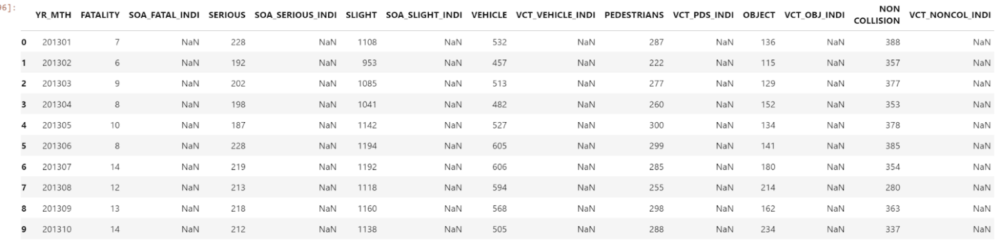 96]:
YR_MTH FATALITY SOA_FATAL_INDI SERIOUS SOA_SERIOUS_INDI SLIGHT SOA_SLIGHT_INDI VEHICLE VCT_VEHICLE_INDI PEDESTRIANS VCT_PDS_INDI OBJECT VCT_OBJ_INDI NON COLLISION VCT_NONCOL_INDI
0 201301 7 NaN 228 NaN 1108 NaN 532 NaN 287 NaN 136 NaN 388 NaN
1 201302 6 NaN 192 NaN 953 NaN 457 NaN 222 NaN 115 NaN 357 NaN
2 201303 9 NaN 202 NaN 1085 NaN 513 NaN 277 NaN 129 NaN 377 NaN
3 201304 8 NaN 198 NaN 1041 NaN 482 NaN 260 NaN 152 NaN 353 NaN
4 201305 10 NaN 187 NaN 1142 NaN 527 NaN 300 NaN 134 NaN 378 NaN
5 201306 8 NaN 228 NaN 1194 NaN 605 NaN 299 NaN 141 NaN 385 NaN
6 201307 14 NaN 219 NaN 1192 NaN 606 NaN 285 NaN 180 NaN 354 NaN
7 201308 12 NaN 213 NaN 1118 NaN 594 NaN 255 NaN 214 NaN 280 NaN
8 201309 13 NaN 218 NaN 1160 NaN 568 NaN 298 NaN 162 NaN 363 NaN
9 201310 14 NaN 212 NaN 1138 NaN 505 NaN 288 NaN 234 NaN 337 NaN